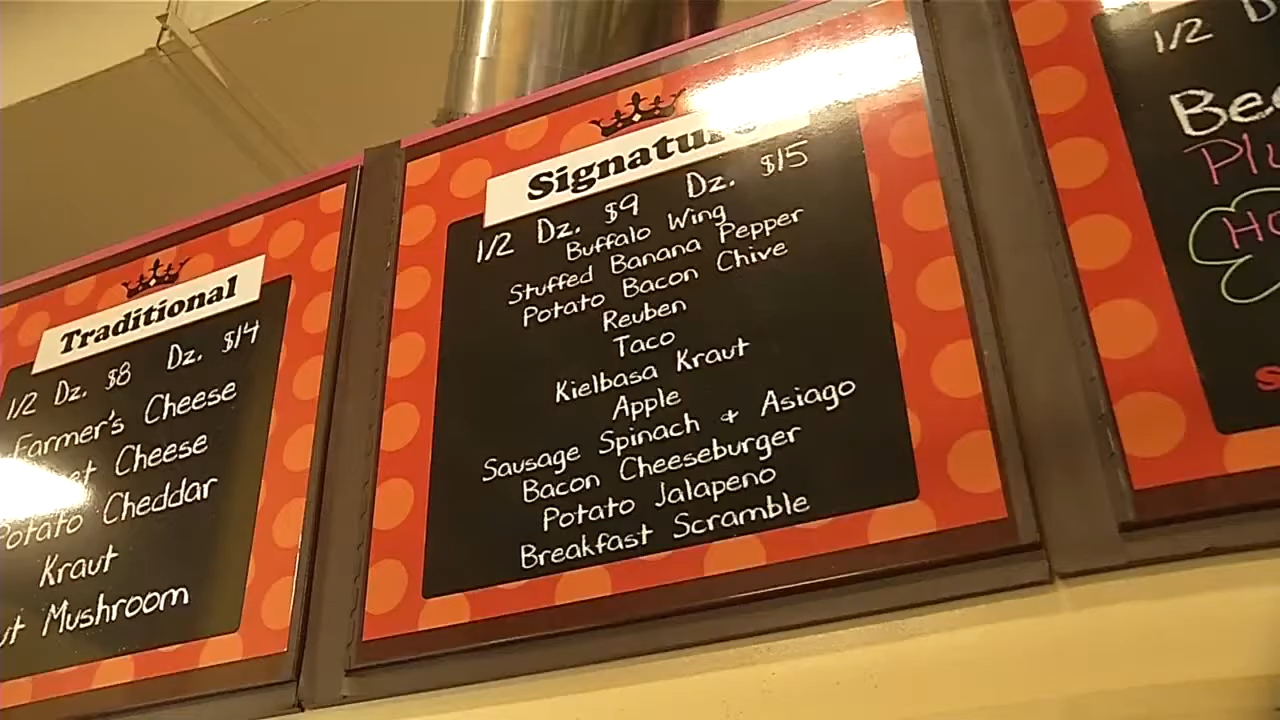 Traditional
1/2 Dz. $8 Dz. $14
Farmer's Cheese
Cheese
Potato Cheddar
Kraut
Mushroom
Signature
1/2 Dz. $9 Dz. $15
Buffalo Wing
Stuffed Banana Pepper
Potato Bacon Chive
Reuben
Taco
Kielbasa Kraut
Apple
Sausage Spinach + Asiago
Bacon Cheeseburger
Potato Jalapeno
Breakfast Scramble
1/2